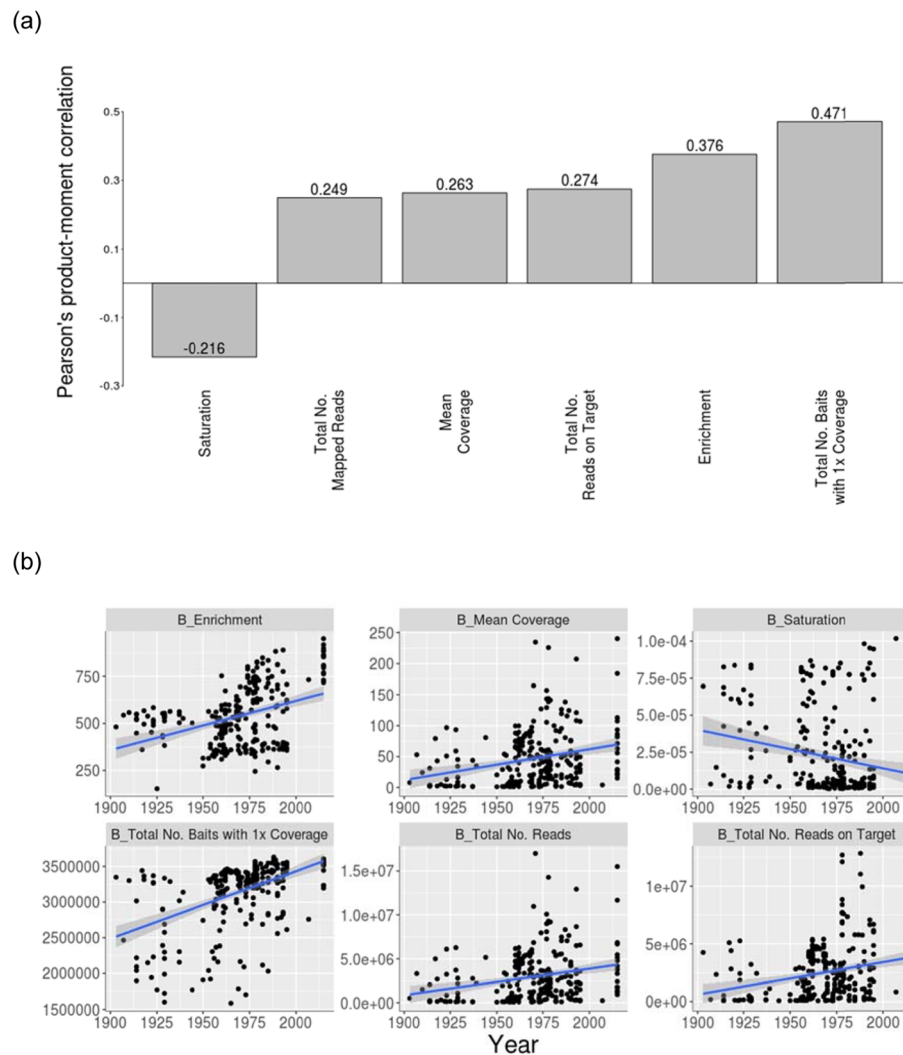 (a)
Pearson's product-moment correlation
0.5
0.3
0.1
-0.1
-0.3
-0.216
0.249
0.263
0.274
0.376
0.471
Saturation
Total No.
Mapped Reads
Mean
Coverage
Total No.
Reads on Target
Enrichment
Total No. Baits
with 1x Coverage
(b)
B_Enrichment
750
500
250
1900 1925 1950 1975 2000
B_Mean Coverage
250
200
150
100
50
0
1900 1925 1950 1975 2000
B_Saturation
1.0e-04
7.5e-05
5.0e-05
2.5e-05
0.0e+00
1900 1925 1950 1975 2000
B_Total No. Baits with 1x Coverage
3500000
3000000
2500000
2000000
1500000
1900 1925 1950 1975 2000
B_Total No. Reads
1.5e+07
1.0e+07
5.0e+06
0.0e+00
1900 1925 1950 1975 2000
B_Total No. Reads on Target
1e+07
5e+06
0e+00
1900 1925 1950 1975 2000
Year